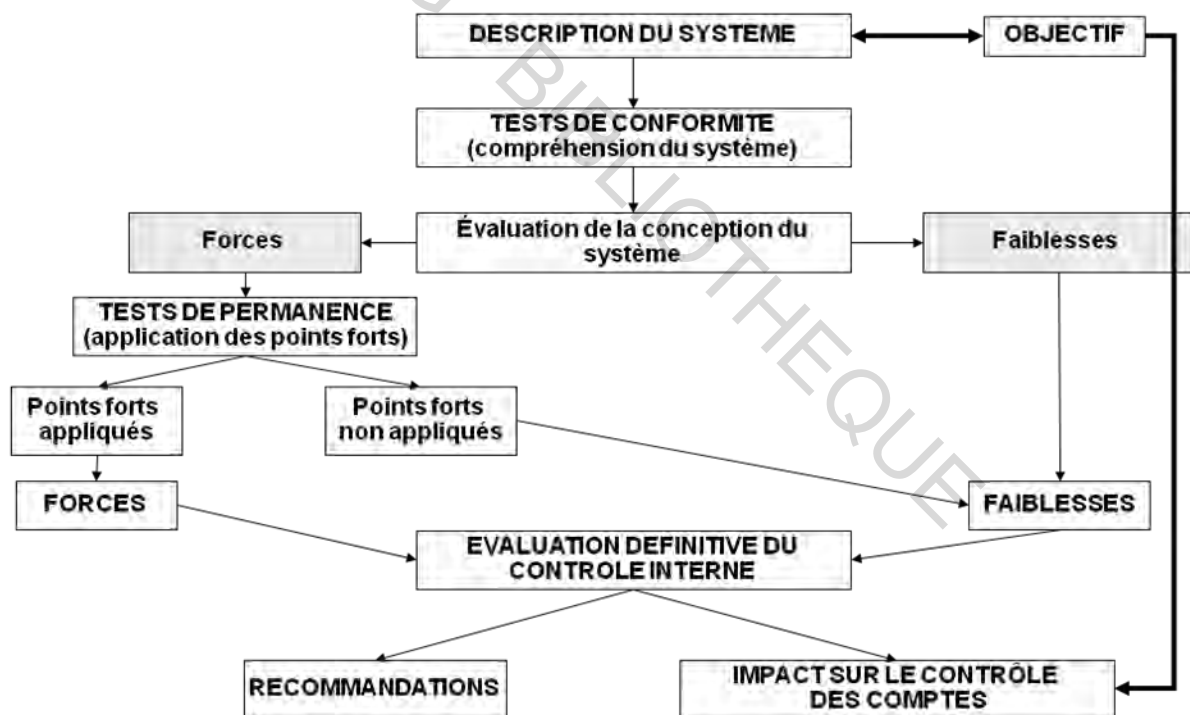 DESCRIPTION DU SYSTEME
OBJECTIF
TESTS DE CONFORMITE
(compréhension du système)
Forces
Évaluation de la conception du
système
Faiblesses
TESTS DE PERMANENCE
(application des points forts)
Points forts
appliqués
Points forts
non appliqués
FORCES
FAIBLESSES
EVALUATION DEFINITIVE DU
CONTROLE INTERNE
RECOMMANDATIONS
IMPACT SUR LE CONTRÔLE
DES COMPTES
BIBLIOTHEQUE